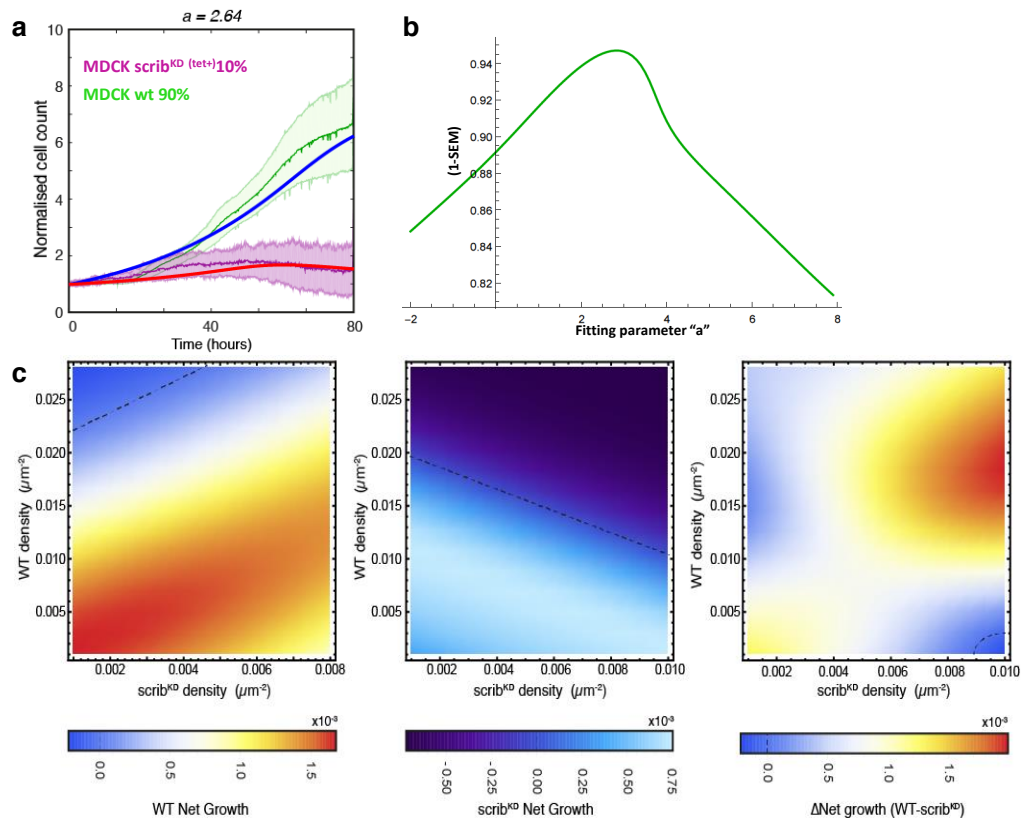 a
a = 2.64
10
8
6
4
2
0
Normalised cell count
MDCK scrib^KD (tet+) 10%
MDCK wt 90%
0
40
80
Time (hours)
b
0.94
0.92
0.90
0.88
0.86
0.84
0.82
(1-SEM)
−2
2
4
6
8
Fitting parameter “a”
c
0.025
0.020
0.015
0.010
0.005
WT density (µm⁻²)
0.002
0.004
0.006
0.008
scrib^KD density (µm⁻²)
x10⁻³
0.0
0.5
1.0
1.5
WT Net Growth
0.025
0.020
0.015
0.010
0.005
WT density (µm⁻²)
0.002
0.004
0.006
0.008
0.010
scrib^KD density (µm⁻²)
x10⁻³
- 0.50
- 0.25
0.00
0.25
0.50
0.75
scrib^KD Net Growth
0.025
0.020
0.015
0.010
0.005
WT density (µm⁻²)
0.002
0.004
0.006
0.008
0.010
scrib^KD density (µm⁻²)
x10⁻³
0.0
0.5
1.0
1.5
ΔNet growth (WT-scrib^KD)